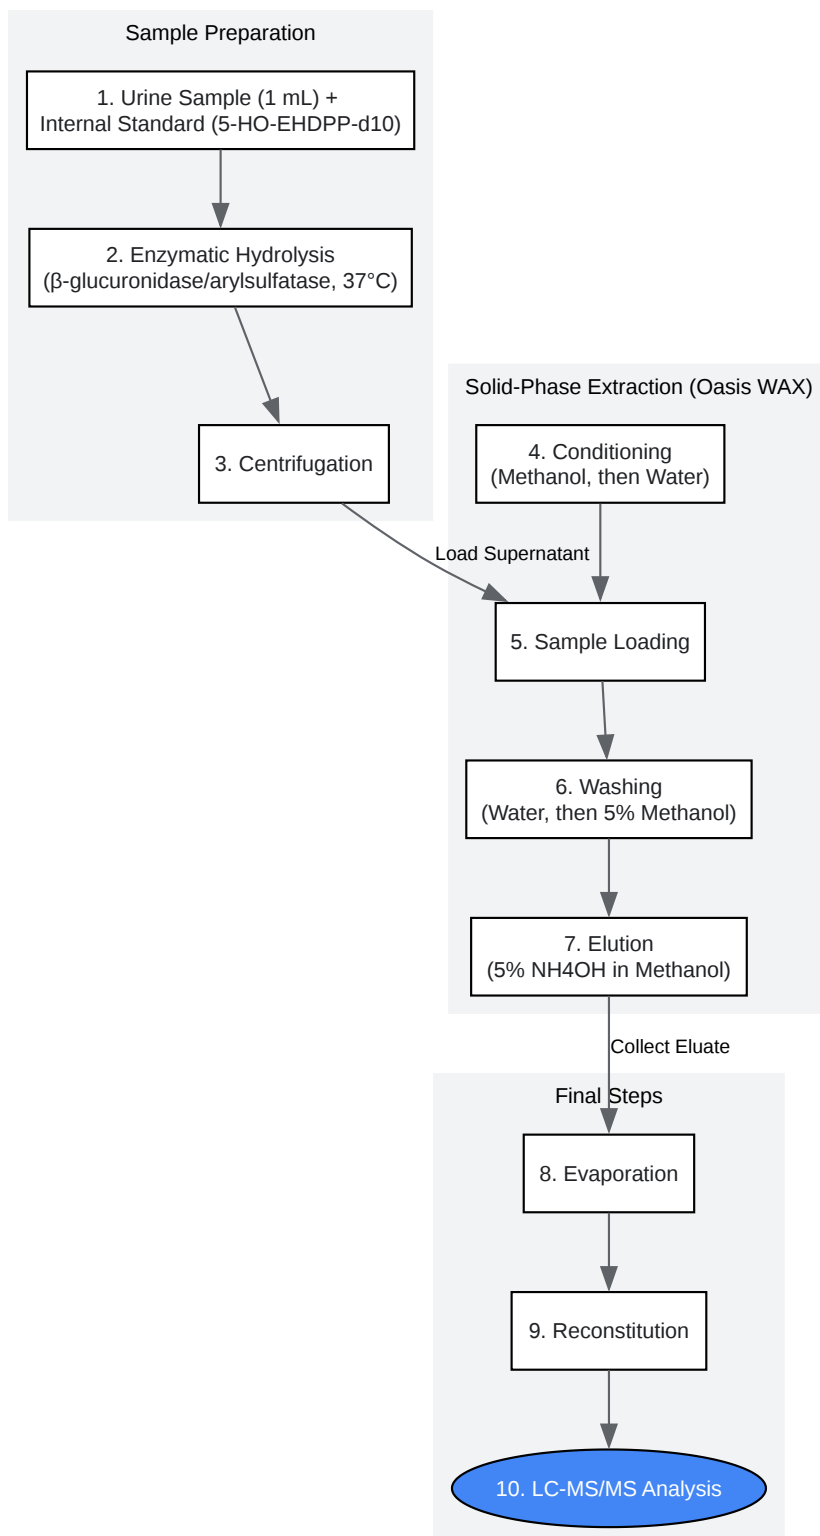 Sample Preparation
1. Urine Sample (1 mL) +
Internal Standard (5-HO-EHDPP-d10)
2. Enzymatic Hydrolysis
(β-glucuronidase/arylsulfatase, 37°C)
3. Centrifugation
Solid-Phase Extraction (Oasis WAX)
4. Conditioning
(Methanol, then Water)
Load Supernatant
5. Sample Loading
6. Washing
(Water, then 5% Methanol)
7. Elution
(5% NH4OH in Methanol)
Collect Eluate
Final Steps
8. Evaporation
9. Reconstitution
10. LC-MS/MS Analysis